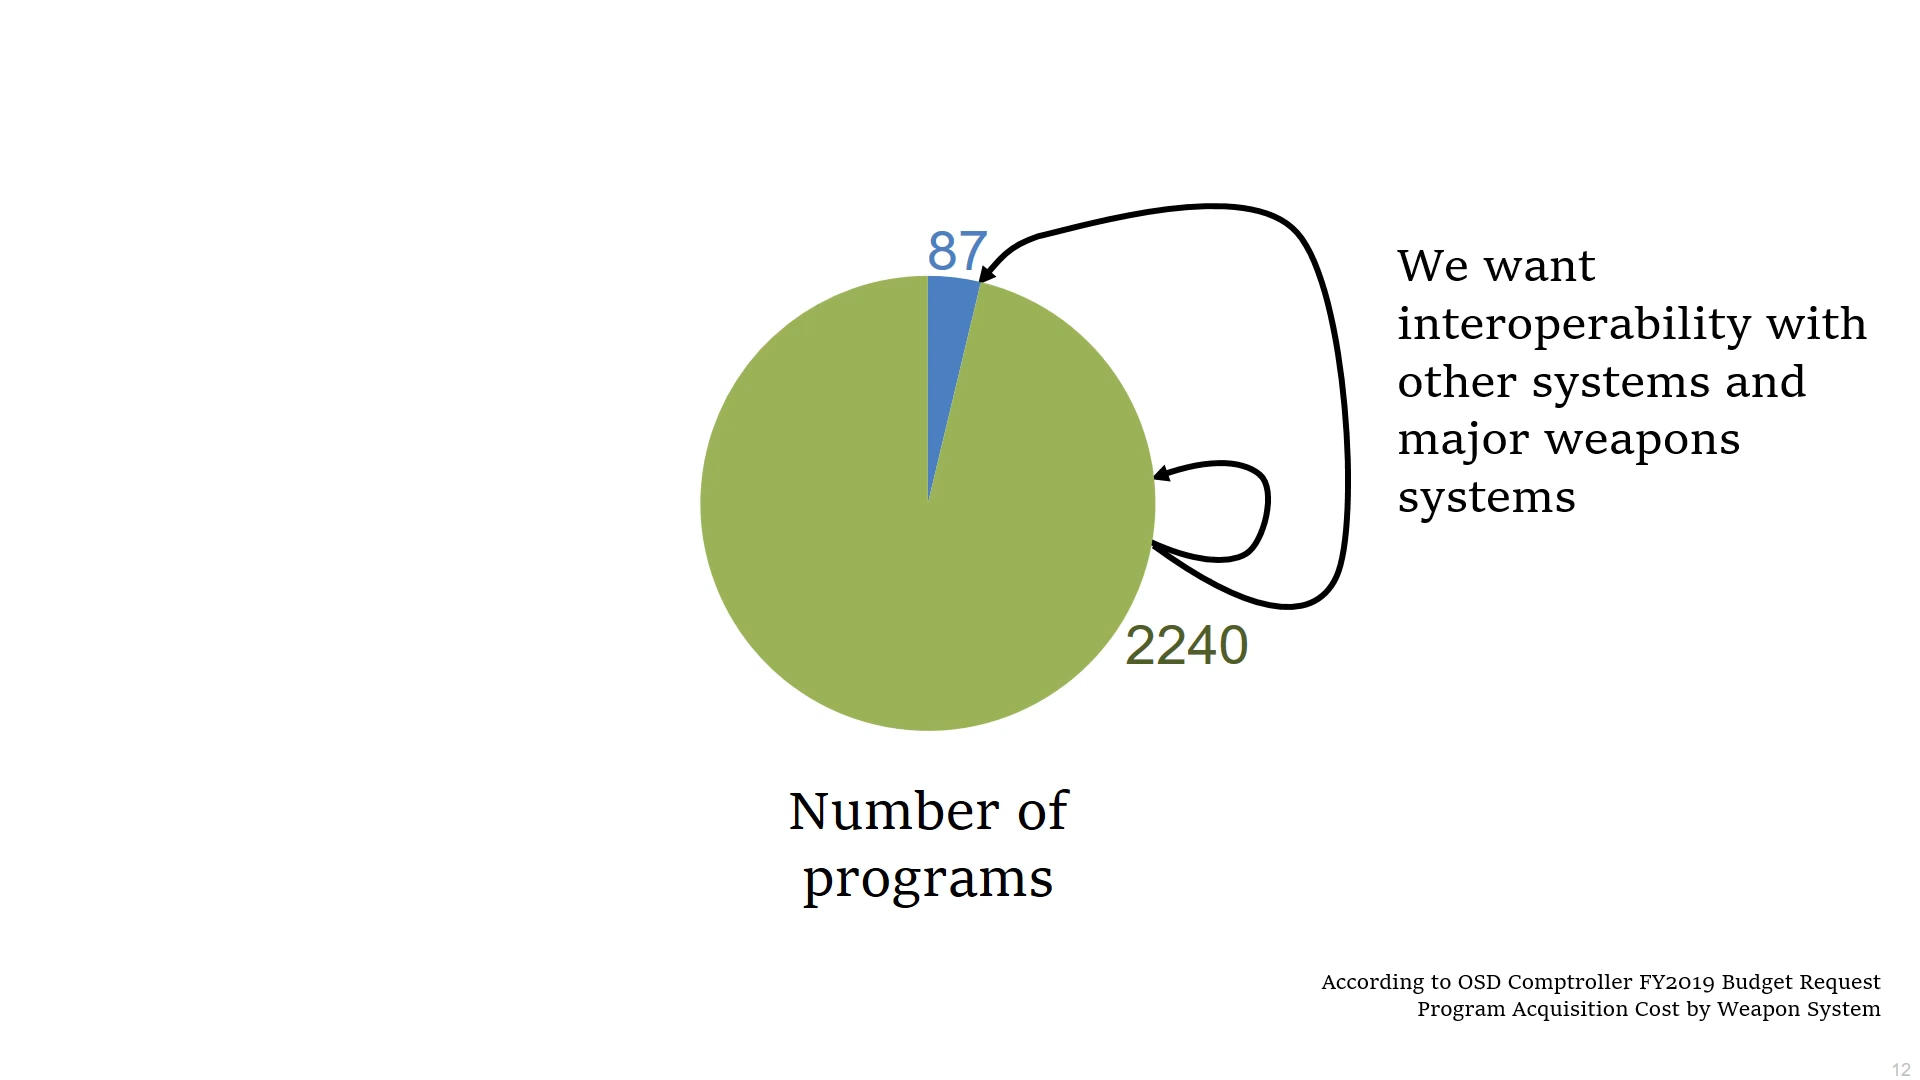 87
We want
interoperability with
other systems and
major weapons
systems
2240
Number of
programs
According to OSD Comptroller FY2019 Budget Request
Program Acquisition Cost by Weapon System
12